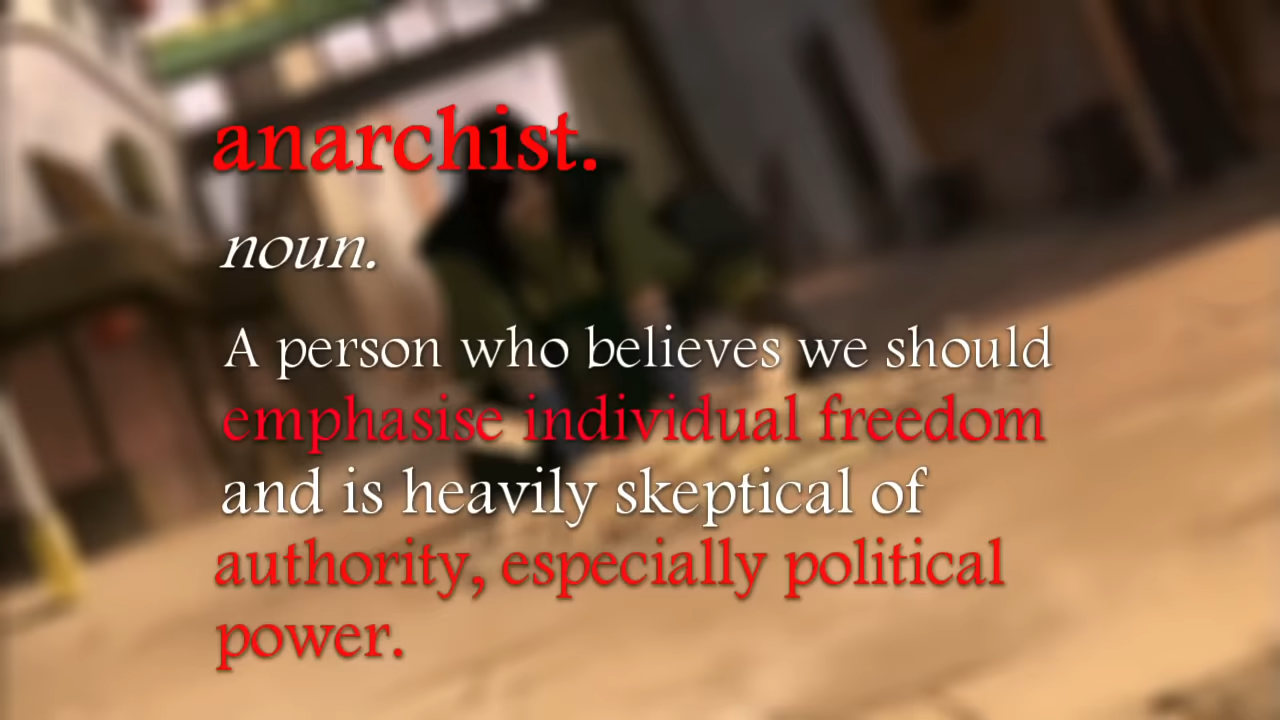 anarchist.
noun.
A person who believes we should
emphasise individual freedom
and is heavily skeptical of
authority, especially political
power.